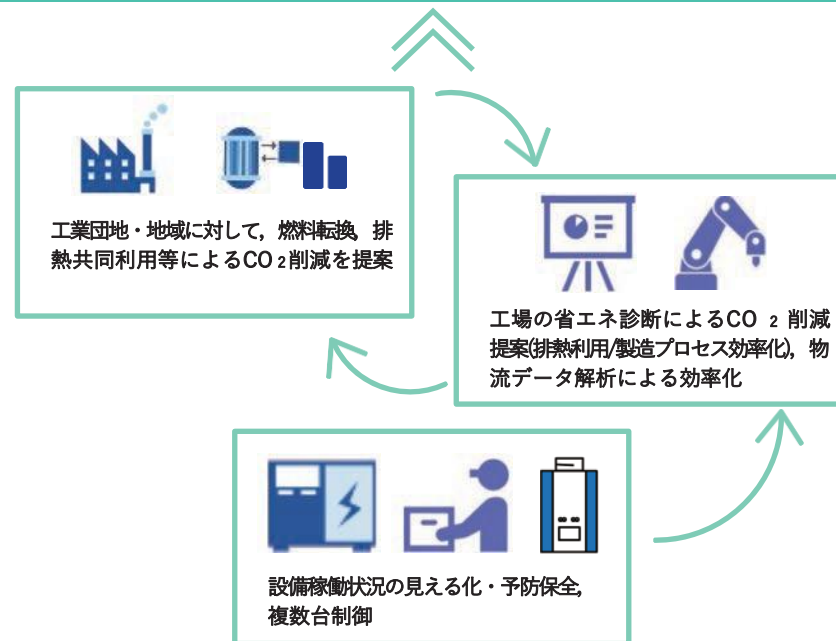 工業団地・地域に対して，燃料転換，排
熱共同利用等によるCO2削減を提案
工場の省エネ診断によるCO 2 削減
提案(排熱利用/製造プロセス効率化)，物
流データ解析による効率化
設備稼働状況の見える化・予防保全，
複数台制御